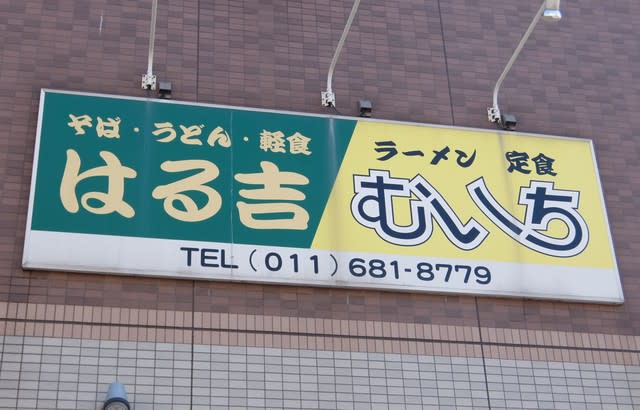 そば・うどん・軽食
はる吉
ラーメン 定食
むいちち
TEL(011)681-8779